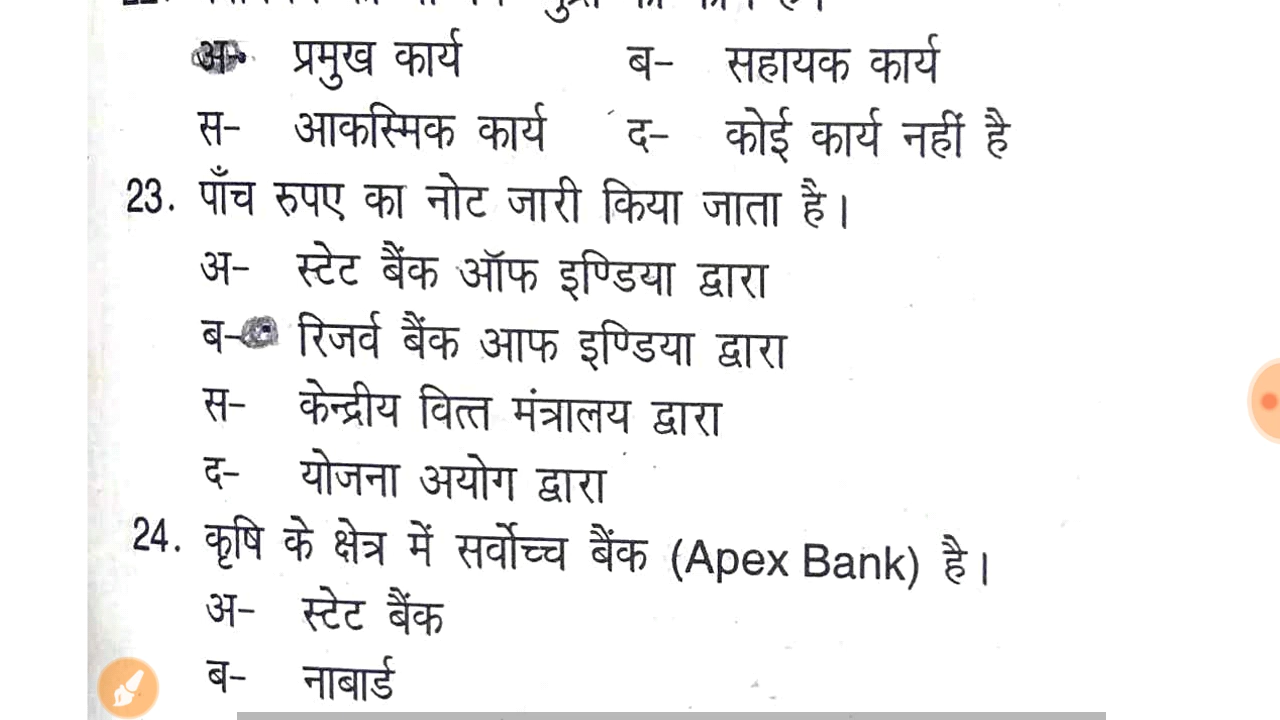 अ- प्रमुख कार्य ब- सहायक कार्य
स- आकस्मिक कार्य द- कोई कार्य नहीं है
23. पाँच रुपए का नोट जारी किया जाता है।
अ- स्टेट बैंक ऑफ इण्डिया द्वारा
ब- रिजर्व बैंक आफ इण्डिया द्वारा
स- केन्द्रीय वित्त मंत्रालय द्वारा
द- योजना अयोग द्वारा
24. कृषि के क्षेत्र में सर्वोच्च बैंक (Apex Bank) है।
अ- स्टेट बैंक
ब- नाबार्ड